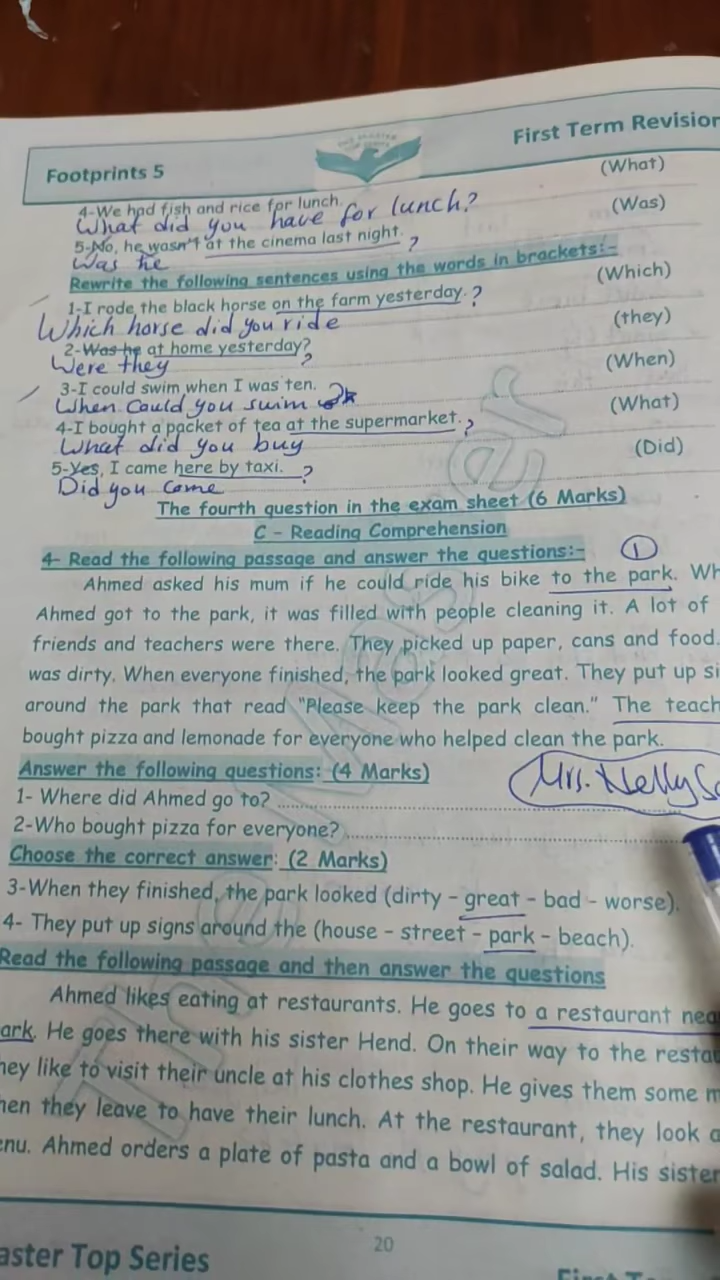 Footprints 5
First Term Revision
4-We had fish and rice for lunch. (What)
What did you have for lunch?
5-No, he wasn't at the cinema last night. (Was)
Was he ?
Rewrite the following sentences using the words in brackets:-
1-I rode the black horse on the farm yesterday. ? (Which)
Which horse did you ride
2-Was he at home yesterday? (they)
Were they ?
3-I could swim when I was ten. (When)
When could you swim ?
4-I bought a packet of tea at the supermarket. ? (What)
What did you buy
5-Yes, I came here by taxi. ? (Did)
Did you come
The fourth question in the exam sheet (6 Marks)
C - Reading Comprehension
4- Read the following passage and answer the questions:- 1
Ahmed asked his mum if he could ride his bike to the park. Wh
Ahmed got to the park, it was filled with people cleaning it. A lot of
friends and teachers were there. They picked up paper, cans and food.
was dirty. When everyone finished, the park looked great. They put up si
around the park that read "Please keep the park clean." The teach
bought pizza and lemonade for everyone who helped clean the park.
Answer the following questions: (4 Marks)
Mrs. Nelly
1- Where did Ahmed go to?
2-Who bought pizza for everyone?
Choose the correct answer: (2 Marks)
3-When they finished, the park looked (dirty - great - bad - worse).
4- They put up signs around the (house - street - park - beach).
Read the following passage and then answer the questions
Ahmed likes eating at restaurants. He goes to a restaurant nea
ark. He goes there with his sister Hend. On their way to the restau
hey like to visit their uncle at his clothes shop. He gives them some m
hen they leave to have their lunch. At the restaurant, they look a
enu. Ahmed orders a plate of pasta and a bowl of salad. His sister
The Master
20
aster Top Series